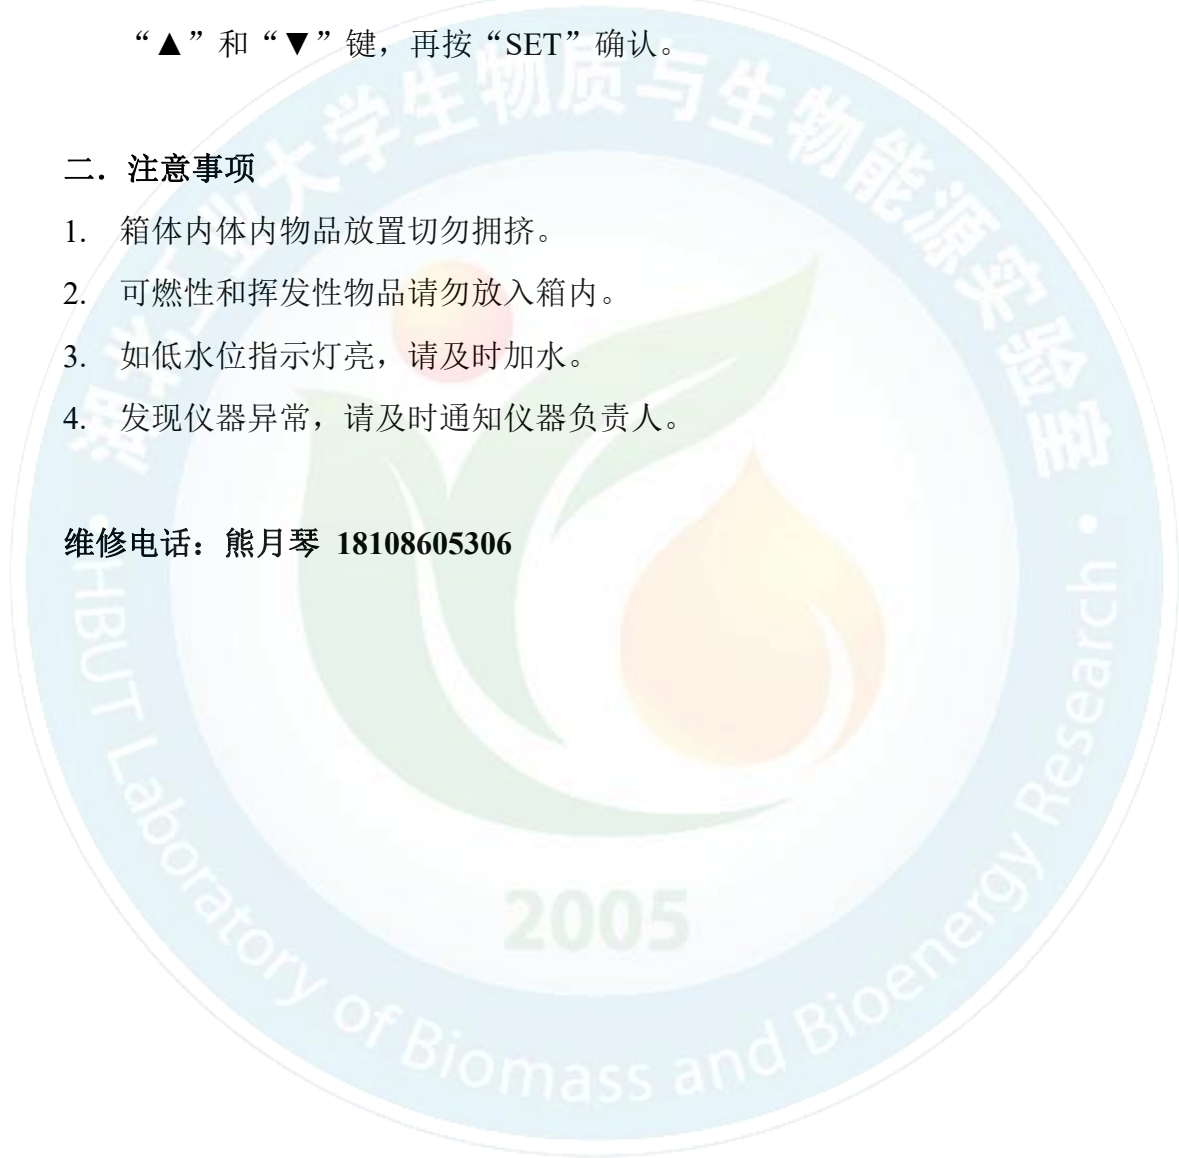 “▲”和“▼”键，再按“SET”确认。
二．注意事项
1. 箱体内体内物品放置切勿拥挤。
2. 可燃性和挥发性物品请勿放入箱内。
3. 如低水位指示灯亮，请及时加水。
4. 发现仪器异常，请及时通知仪器负责人。
维修电话：熊月琴 18108605306
湖北工业大学生物质与生物能源实验室
2005
HBUT Laboratory of Biomass and Bioenergy Research